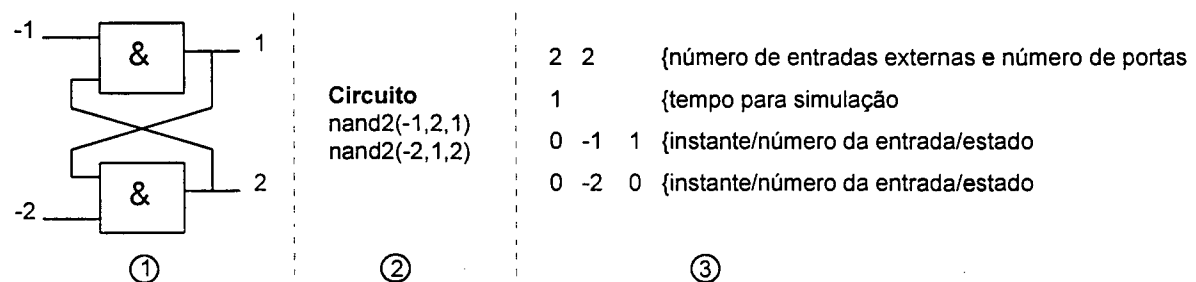 -1
&
1
&
2
-2
①
Circuito
nand2(-1,2,1)
nand2(-2,1,2)
②
2 2 {número de entradas externas e número de portas
1 {tempo para simulação
0 -1 1 {instante/número da entrada/estado
0 -2 0 {instante/número da entrada/estado
③